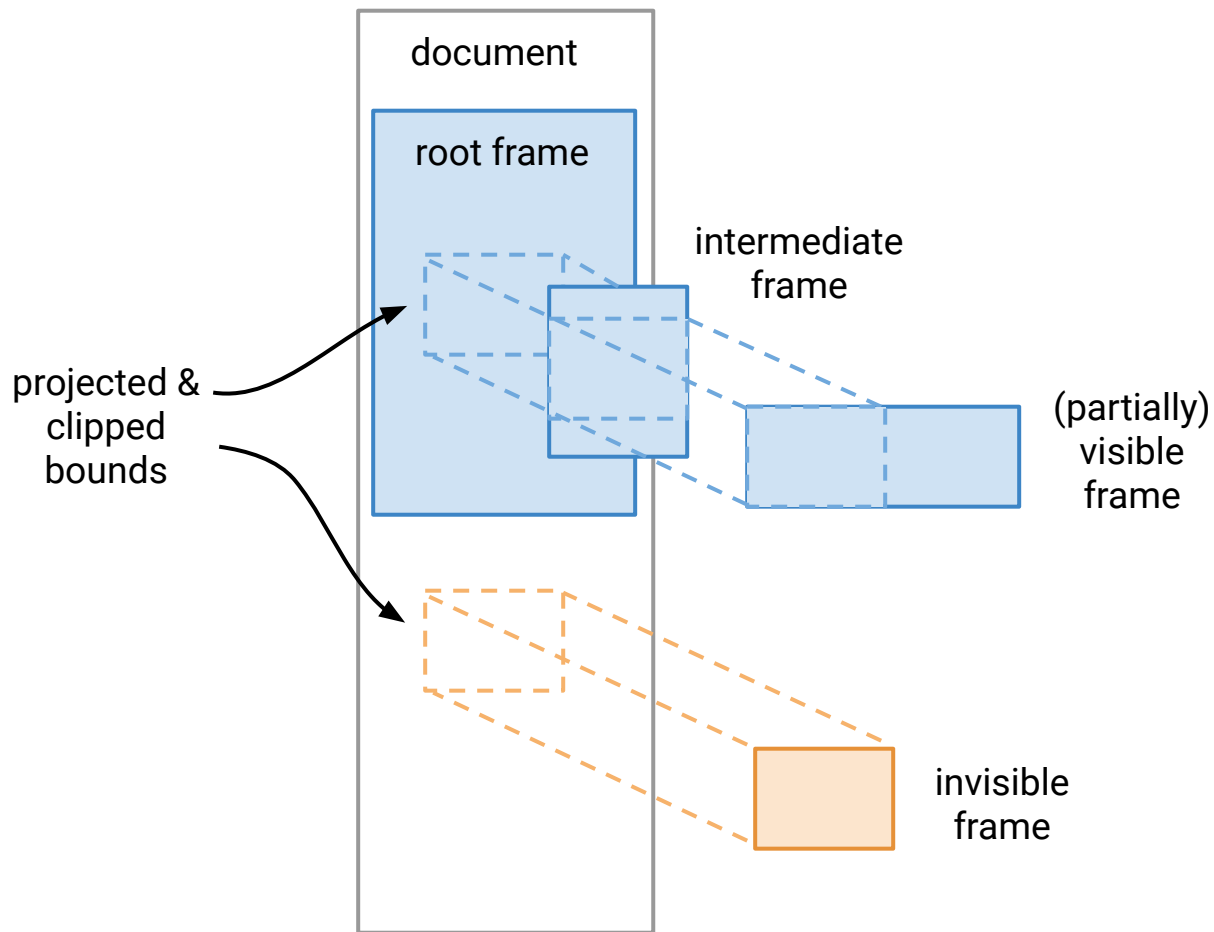 document
root frame
intermediate
frame
projected &
clipped
bounds
(partially)
visible
frame
invisible
frame